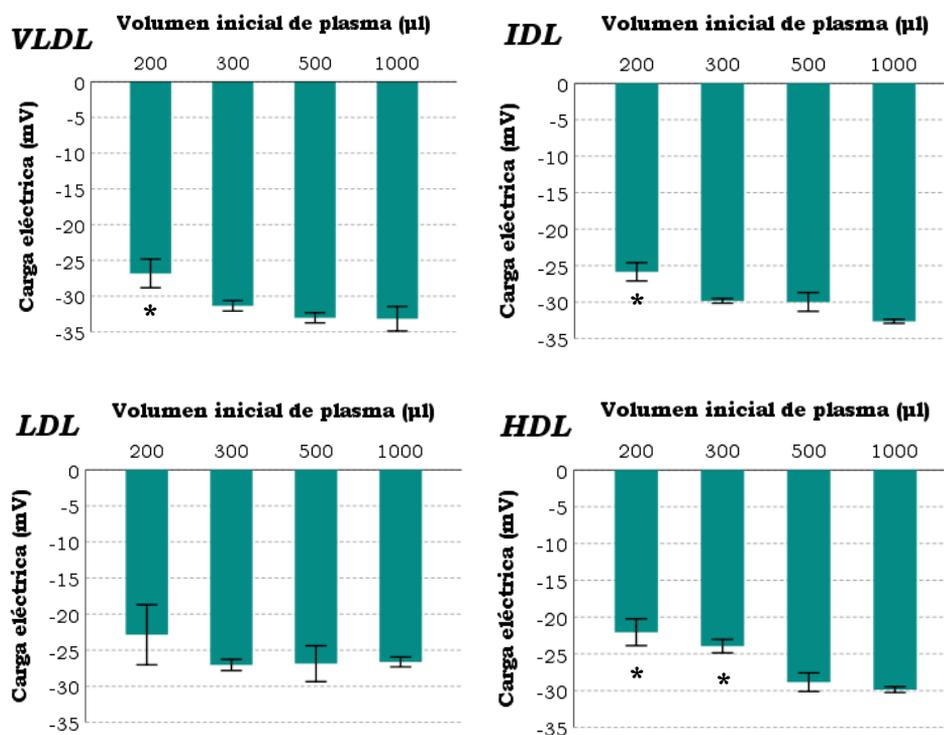 VLDL
Volumen inicial de plasma (µl)
200 300 500 1000
Carga eléctrica (mV)
0
-5
-10
-15
-20
-25
-30
-35
*
IDL
Volumen inicial de plasma (µl)
200 300 500 1000
Carga eléctrica (mV)
0
-5
-10
-15
-20
-25
-30
-35
*
LDL
Volumen inicial de plasma (µl)
200 300 500 1000
Carga eléctrica (mV)
0
-5
-10
-15
-20
-25
-30
-35
HDL
Volumen inicial de plasma (µl)
200 300 500 1000
Carga eléctrica (mV)
0
-5
-10
-15
-20
-25
-30
-35
* *